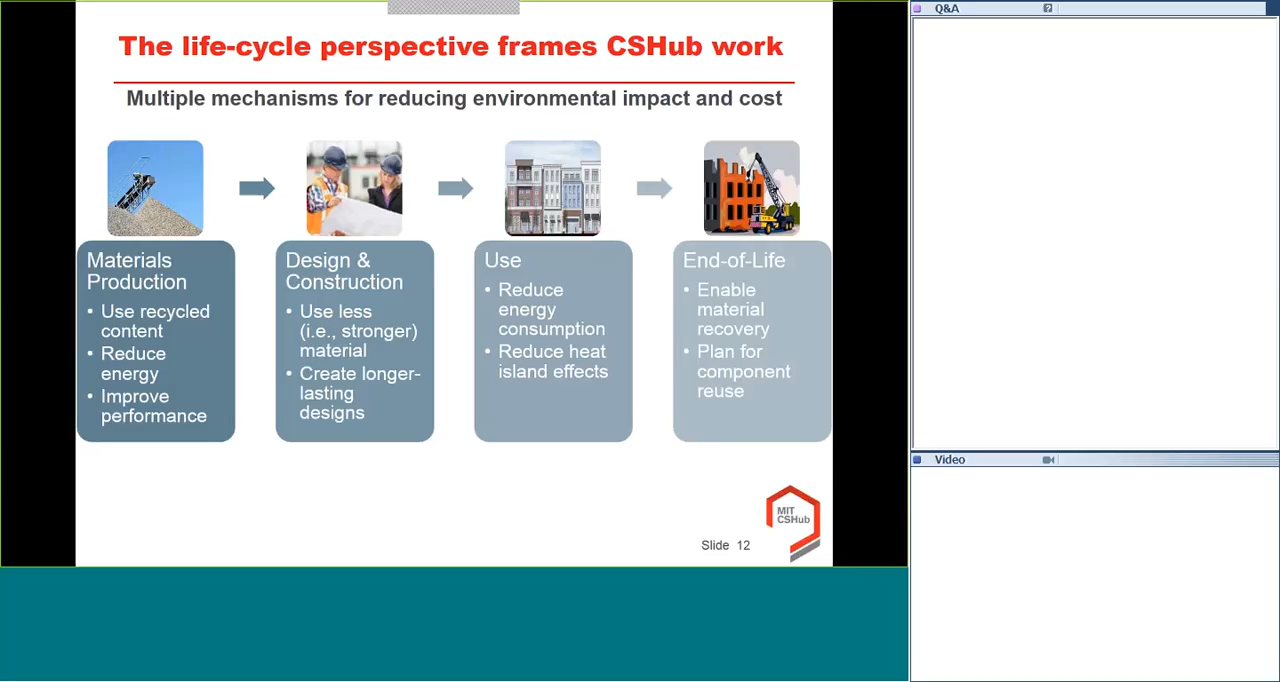 The life-cycle perspective frames CSHub work
Multiple mechanisms for reducing environmental impact and cost
Materials
Production
• Use recycled
content
• Reduce
energy
• Improve
performance
Design &
Construction
• Use less
(i.e., stronger)
material
• Create longer-
lasting
designs
Use
• Reduce
energy
consumption
• Reduce heat
island effects
End-of-Life
• Enable
material
recovery
• Plan for
component
reuse
MIT
CSHub
Slide 12
Q&A
?
Video